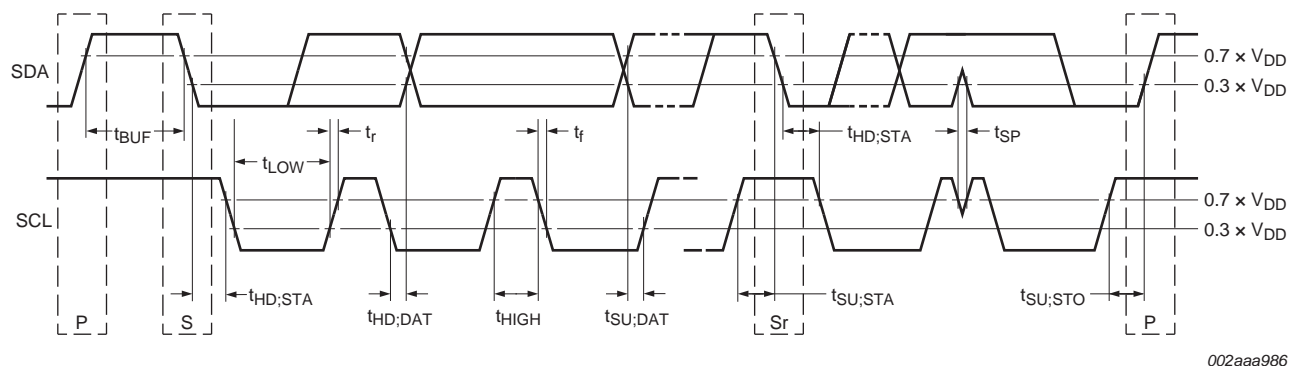 SDA
0.7 × VDD
0.3 × VDD
tBUF
tLOW
tr
tf
tHD;STA
tSP
SCL
0.7 × VDD
0.3 × VDD
tHD;STA
tHD;DAT
tHIGH
tSU;DAT
tSU;STA
tSU;STO
P
S
Sr
P
002aaa986